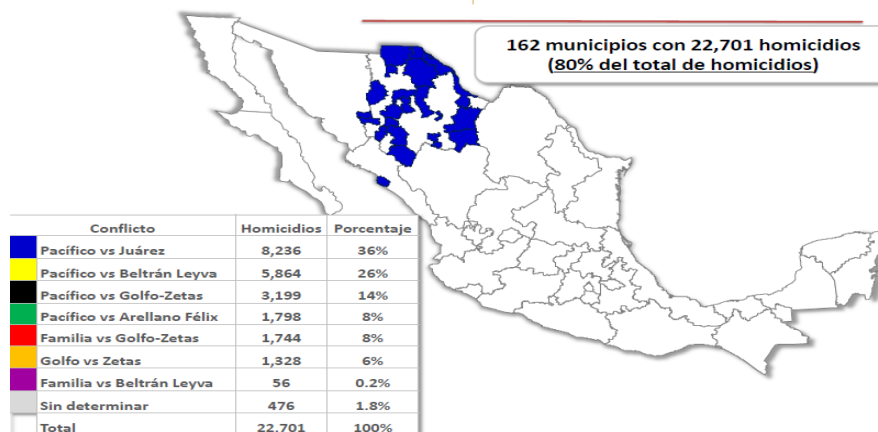 162 municipios con 22,701 homicidios
(80% del total de homicidios)
Conflicto Homicidios Porcentaje
Pacífico vs Juárez 8,236 36%
Pacífico vs Beltrán Leyva 5,864 26%
Pacífico vs Golfo-Zetas 3,199 14%
Pacífico vs Arellano Félix 1,798 8%
Familia vs Golfo-Zetas 1,744 8%
Golfo vs Zetas 1,328 6%
Familia vs Beltrán Leyva 56 0.2%
Sin determinar 476 1.8%
Total 22,701 100%